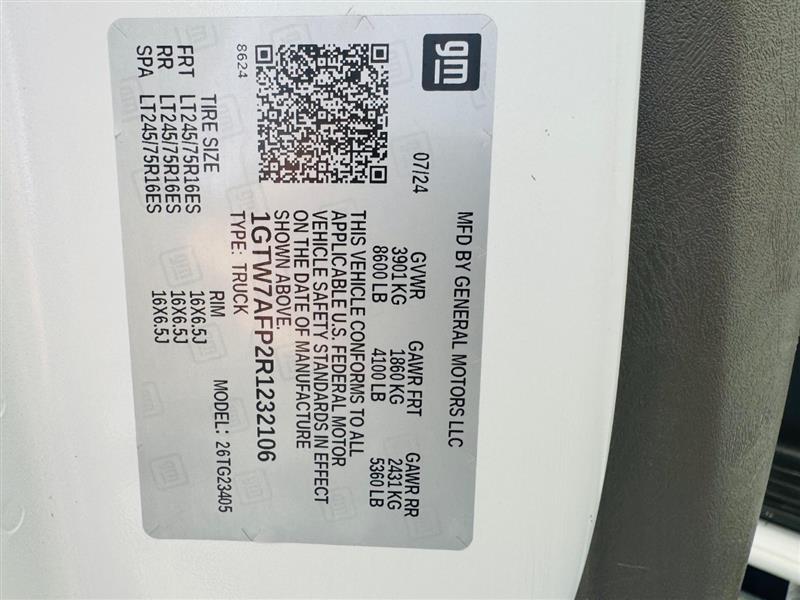 gm
MFD BY GENERAL MOTORS LLC
07/24
GVWR GAWR FRT GAWR RR
3901 KG 1860 KG 2431 KG
8600 LB 4100 LB 5360 LB
THIS VEHICLE CONFORMS TO ALL
APPLICABLE U.S. FEDERAL MOTOR
VEHICLE SAFETY STANDARDS IN EFFECT
ON THE DATE OF MANUFACTURE
SHOWN ABOVE.
1GTW7AFP2R1232106
TYPE: TRUCK
MODEL: 26TG23405
8624
TIRE SIZE RIM
FRT LT245/75R16ES 16X6.5J
RR LT245/75R16ES 16X6.5J
SPA LT245/75R16ES 16X6.5J